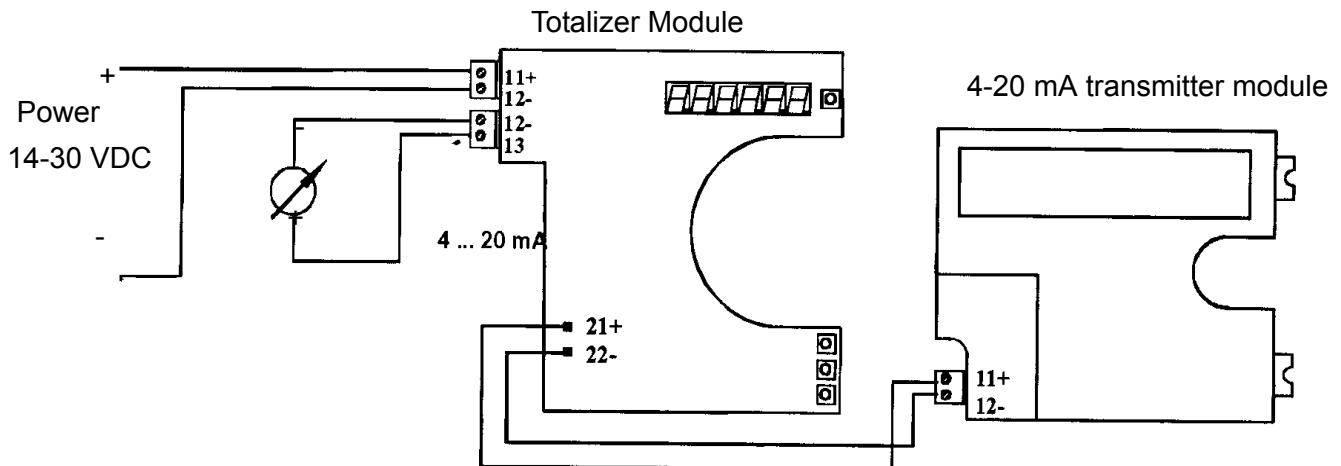 Totalizer Module
4-20 mA transmitter module
+
Power
14-30 VDC
-
11+
12-
12-
13
-
+
4 ... 20 mA
21+
22-
11+
12-